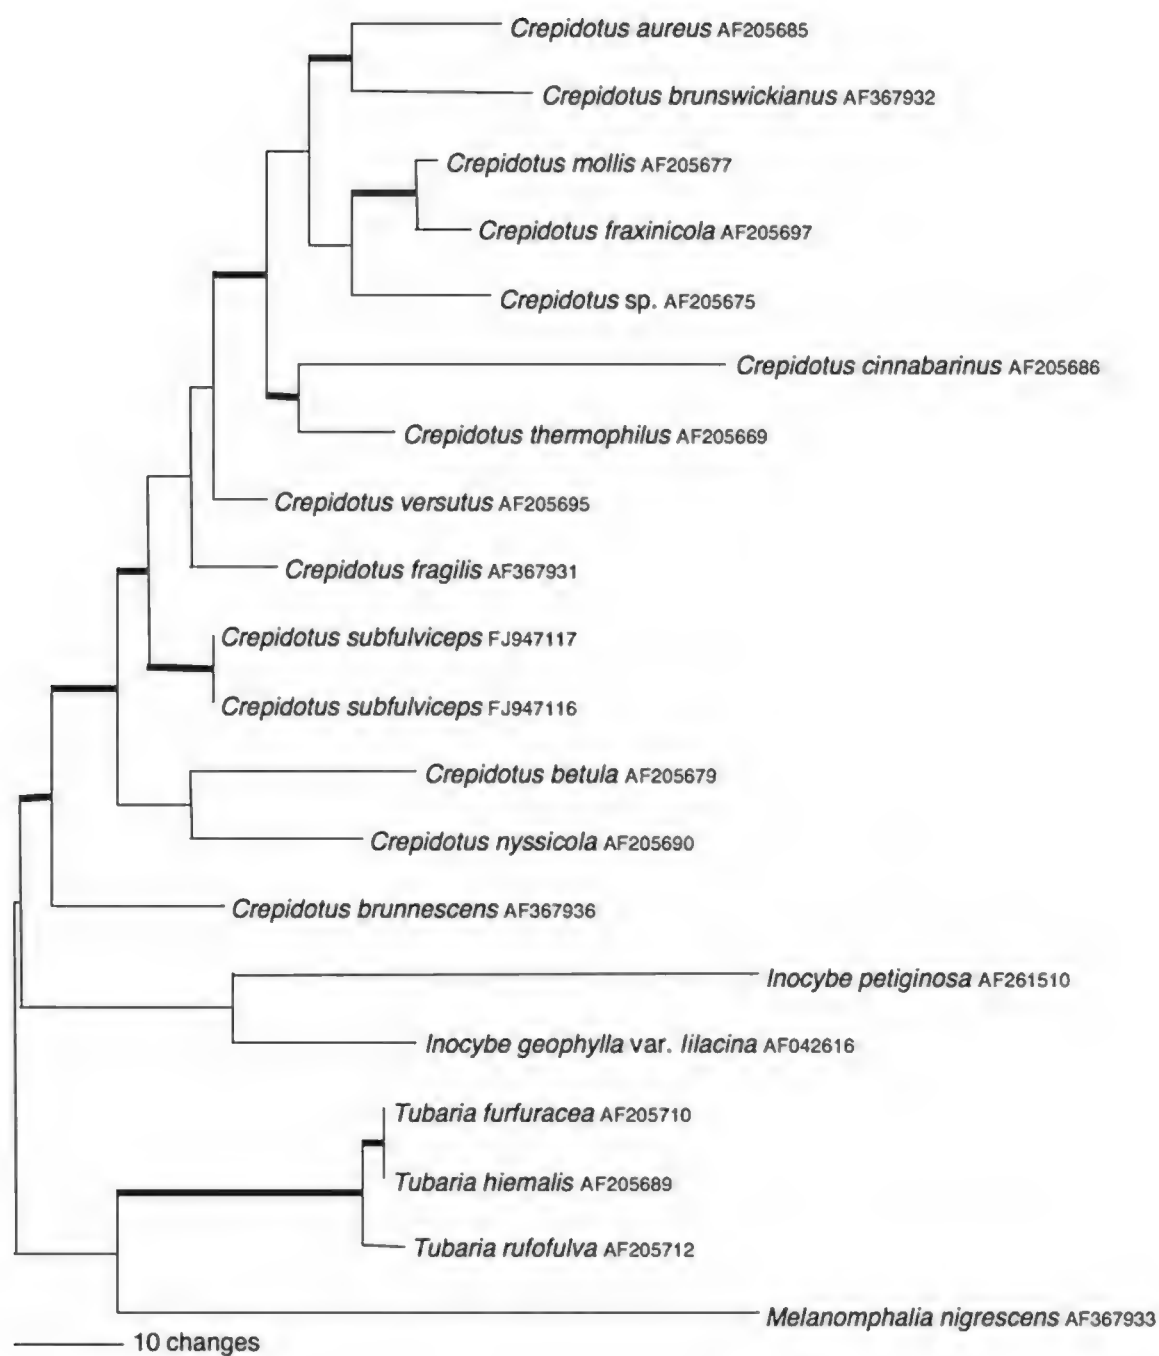 Crepidotus aureus AF205685
Crepidotus brunswickianus AF367932
Crepidotus mollis AF205677
Crepidotus fraxinicola AF205697
Crepidotus sp. AF205675
Crepidotus cinnabarinus AF205686
Crepidotus thermophilus AF205669
Crepidotus versutus AF205695
Crepidotus fragilis AF367931
Crepidotus subfulviceps FJ947117
Crepidotus subfulviceps FJ947116
Crepidotus betula AF205679
Crepidotus nyssicola AF205690
Crepidotus brunnescens AF367936
Inocybe petiginosa AF261510
Inocybe geophylla var. lilacina AF042616
Tubaria furfuracea AF205710
Tubaria hiemalis AF205689
Tubaria rufofulva AF205712
Melanomphalia nigrescens AF367933
10 changes